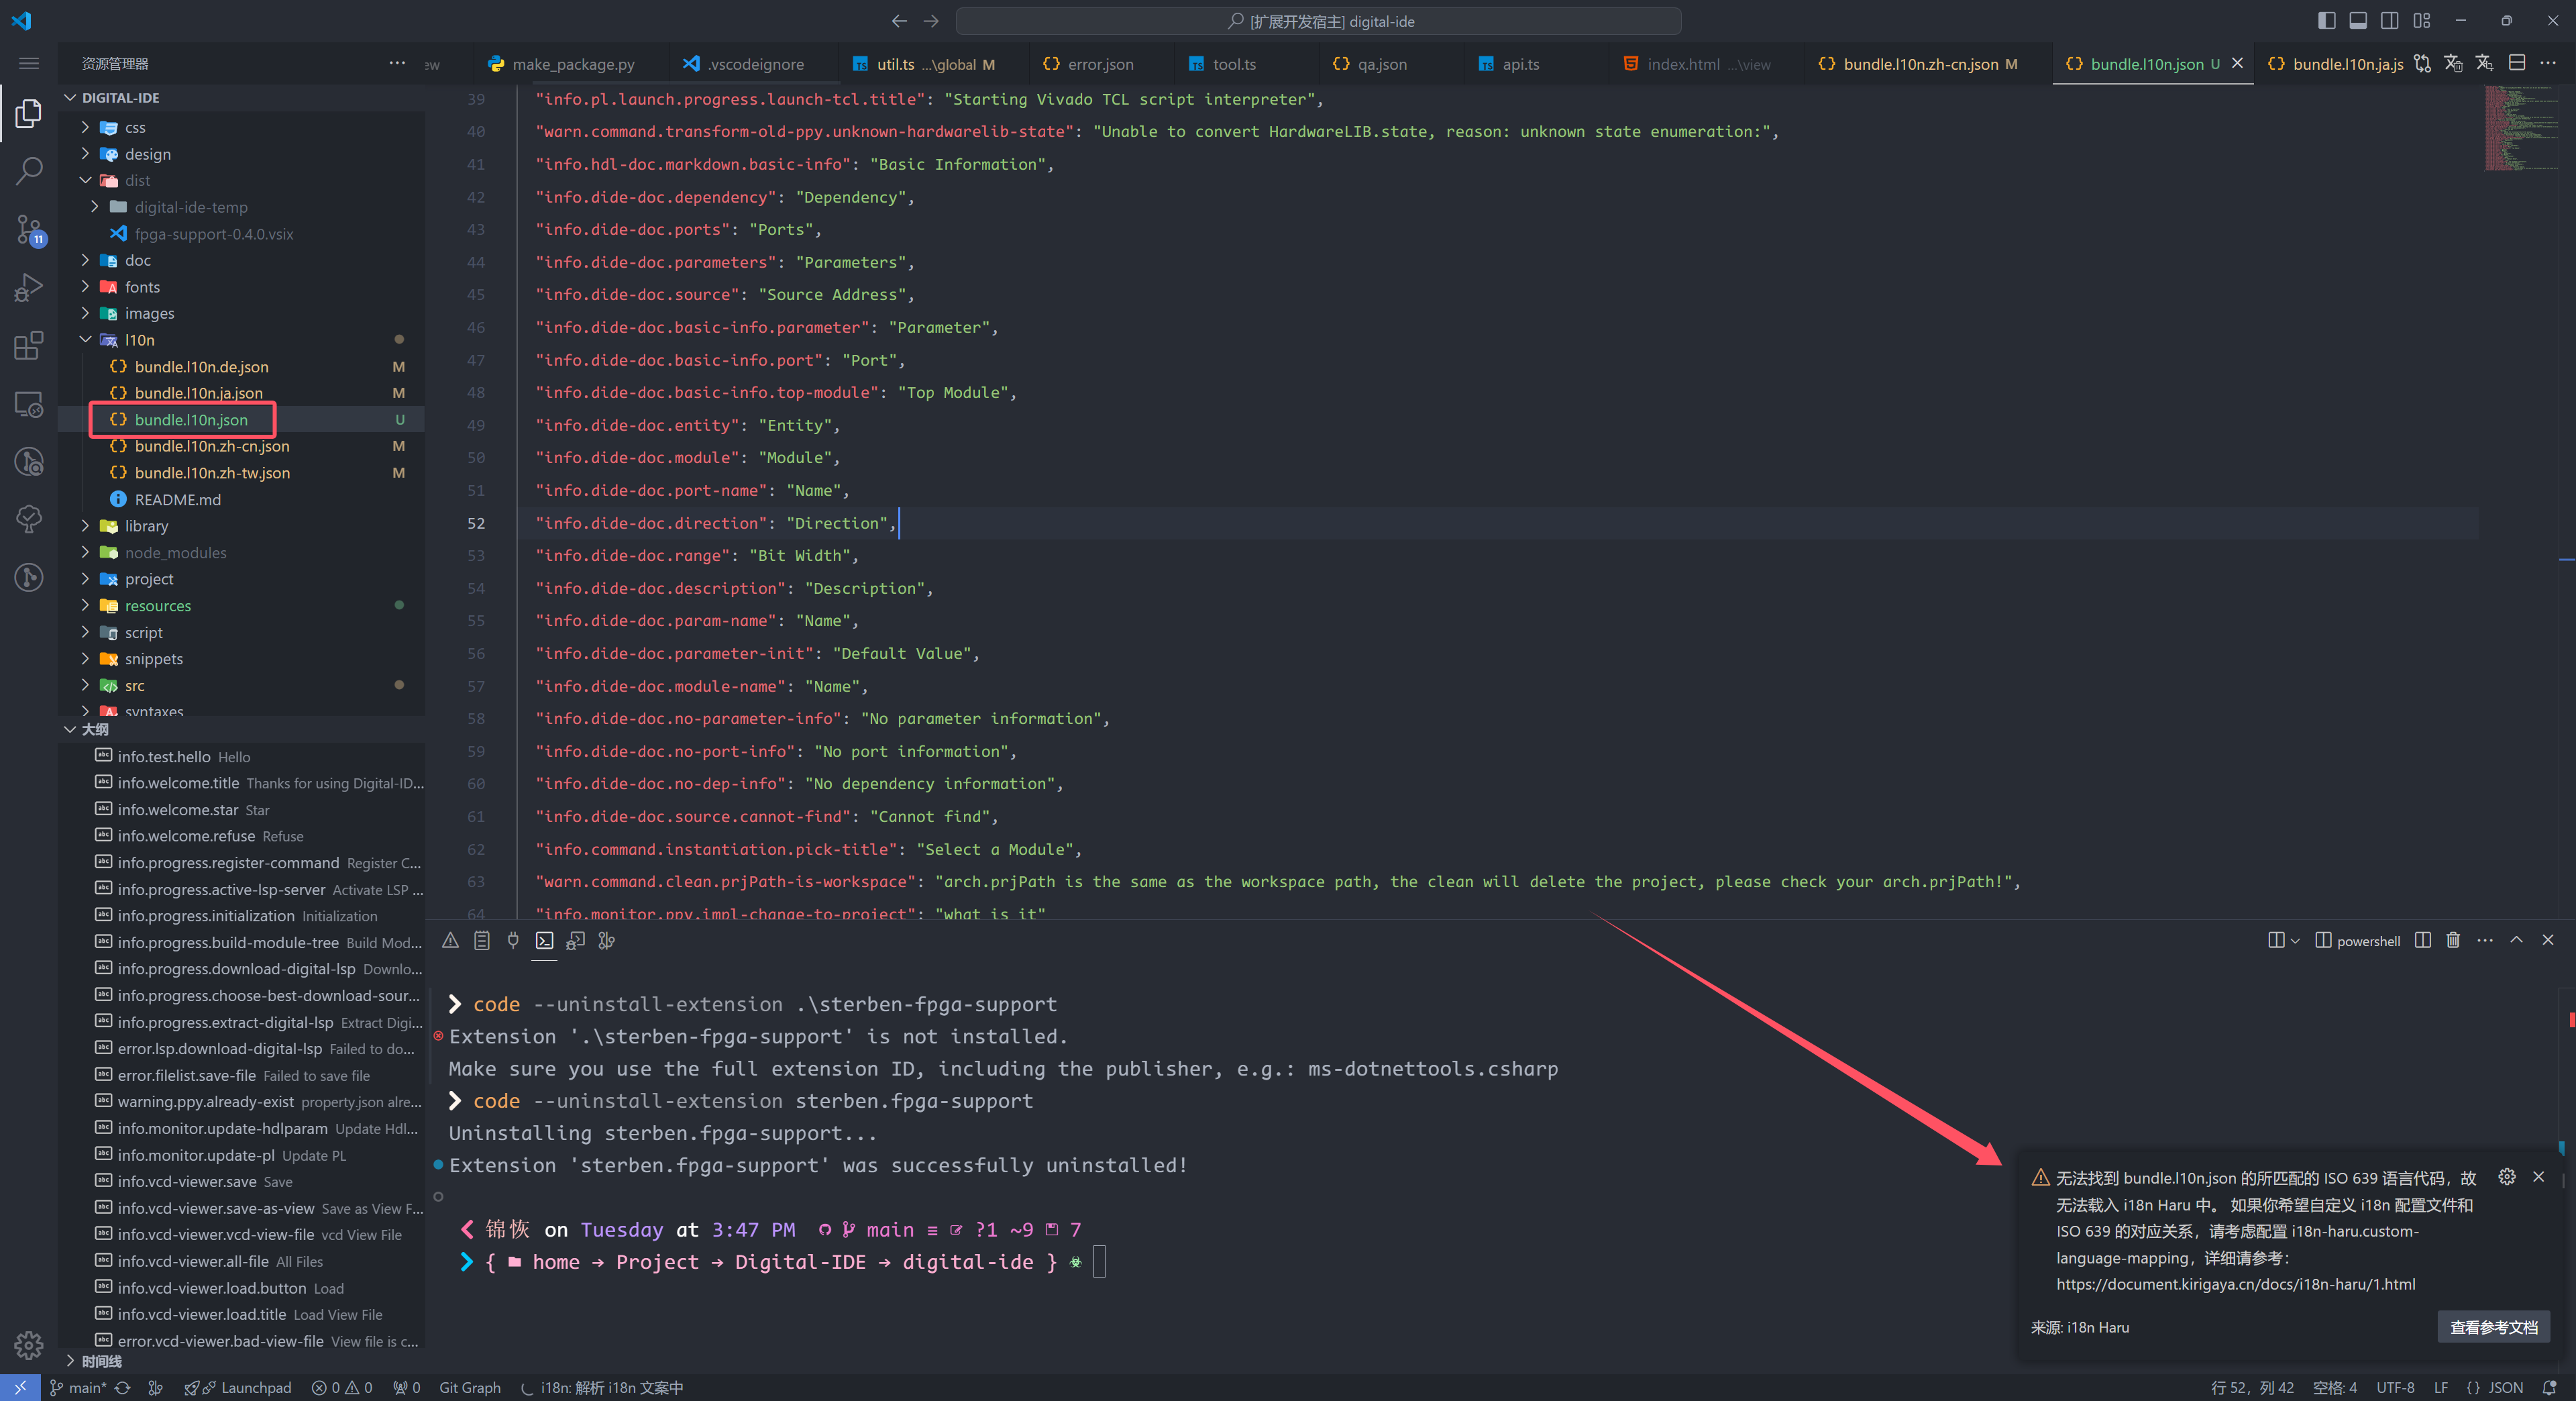 [扩展开发宿主] digital-ide
资源管理器
ew
make_package.py
.vscodeignore
util.ts ...\global M
error.json
tool.ts
qa.json
api.ts
index.html ...\view
bundle.l10n.zh-cn.json M
bundle.l10n.json U
bundle.l10n.ja.js
DIGITAL-IDE
css
design
dist
digital-ide-temp
fpga-support-0.4.0.vsix
doc
fonts
images
l10n
bundle.l10n.de.json M
bundle.l10n.ja.json M
bundle.l10n.json U
bundle.l10n.zh-cn.json M
bundle.l10n.zh-tw.json M
README.md
library
node_modules
project
resources
script
snippets
src
syntaxes
11
大纲
info.test.hello Hello
info.welcome.title Thanks for using Digital-ID...
info.welcome.star Star
info.welcome.refuse Refuse
info.progress.register-command Register C...
info.progress.active-lsp-server Activate LSP ...
info.progress.initialization Initialization
info.progress.build-module-tree Build Mod...
info.progress.download-digital-lsp Downlo...
info.progress.choose-best-download-sour...
info.progress.extract-digital-lsp Extract Digi...
error.lsp.download-digital-lsp Failed to do...
error.filelist.save-file Failed to save file
warning.ppy.already-exist property.json alre...
info.monitor.update-hdlparam Update Hdl...
info.monitor.update-pl Update PL
info.vcd-viewer.save Save
info.vcd-viewer.save-as-view Save as View F...
info.vcd-viewer.vcd-view-file vcd View File
info.vcd-viewer.all-file All Files
info.vcd-viewer.load.button Load
info.vcd-viewer.load.title Load View File
error.vcd-viewer.bad-view-file View file is c...
时间线
39 "info.pl.launch.progress.launch-tcl.title": "Starting Vivado TCL script interpreter",
40 "warn.command.transform-old-ppy.unknown-hardwarelib-state": "Unable to convert HardwareLIB.state, reason: unknown state enumeration:",
41 "info.hdl-doc.markdown.basic-info": "Basic Information",
42 "info.dide-doc.dependency": "Dependency",
43 "info.dide-doc.ports": "Ports",
44 "info.dide-doc.parameters": "Parameters",
45 "info.dide-doc.source": "Source Address",
46 "info.dide-doc.basic-info.parameter": "Parameter",
47 "info.dide-doc.basic-info.port": "Port",
48 "info.dide-doc.basic-info.top-module": "Top Module",
49 "info.dide-doc.entity": "Entity",
50 "info.dide-doc.module": "Module",
51 "info.dide-doc.port-name": "Name",
52 "info.dide-doc.direction": "Direction",
53 "info.dide-doc.range": "Bit Width",
54 "info.dide-doc.description": "Description",
55 "info.dide-doc.param-name": "Name",
56 "info.dide-doc.parameter-init": "Default Value",
57 "info.dide-doc.module-name": "Name",
58 "info.dide-doc.no-parameter-info": "No parameter information",
59 "info.dide-doc.no-port-info": "No port information",
60 "info.dide-doc.no-dep-info": "No dependency information",
61 "info.dide-doc.source.cannot-find": "Cannot find",
62 "info.command.instantiation.pick-title": "Select a Module",
63 "warn.command.clean.prjPath-is-workspace": "arch.prjPath is the same as the workspace path, the clean will delete the project, please check your arch.prjPath!",
64 "info.monitor.ppy.impl-change-to-project": "what is it"
powershell
❯ code --uninstall-extension .\sterben-fpga-support
Extension '.\sterben-fpga-support' is not installed.
Make sure you use the full extension ID, including the publisher, e.g.: ms-dotnettools.csharp
❯ code --uninstall-extension sterben.fpga-support
Uninstalling sterben.fpga-support...
Extension 'sterben.fpga-support' was successfully uninstalled!
锦恢 on Tuesday at 3:47 PM main ≡ ?1 ~9 7
{ home → Project → Digital-IDE → digital-ide }
无法找到 bundle.l10n.json 的所匹配的 ISO 639 语言代码，故
无法载入 i18n Haru 中。 如果你希望自定义 i18n 配置文件和
ISO 639 的对应关系，请考虑配置 i18n-haru.custom-
language-mapping，详细请参考：
https://document.kirigaya.cn/docs/i18n-haru/1.html
来源: i18n Haru
查看参考文档
main* Launchpad 0 0 0 Git Graph i18n: 解析 i18n 文案中
行 52，列 42 空格: 4 UTF-8 LF {} JSON